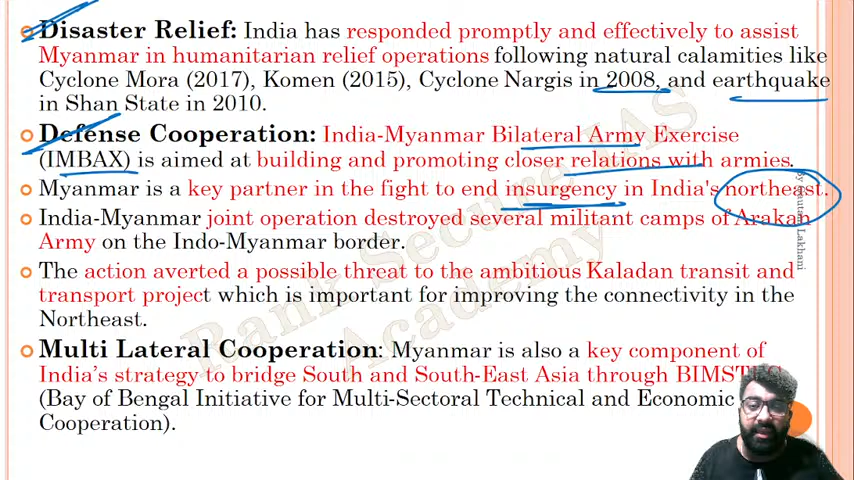 Disaster Relief: India has responded promptly and effectively to assist
Myanmar in humanitarian relief operations following natural calamities like
Cyclone Mora (2017), Komen (2015), Cyclone Nargis in 2008, and earthquake
in Shan State in 2010.
Defense Cooperation: India-Myanmar Bilateral Army Exercise
(IMBAX) is aimed at building and promoting closer relations with armies.
Myanmar is a key partner in the fight to end insurgency in India's northeast.
India-Myanmar joint operation destroyed several militant camps of Arakan
Army on the Indo-Myanmar border.
The action averted a possible threat to the ambitious Kaladan transit and
transport project which is important for improving the connectivity in the
Northeast.
Multi Lateral Cooperation: Myanmar is also a key component of
India's strategy to bridge South and South-East Asia through BIMSTEC
(Bay of Bengal Initiative for Multi-Sectoral Technical and Economic
Cooperation).
Rank Secure IAS
Academy
Lakhani